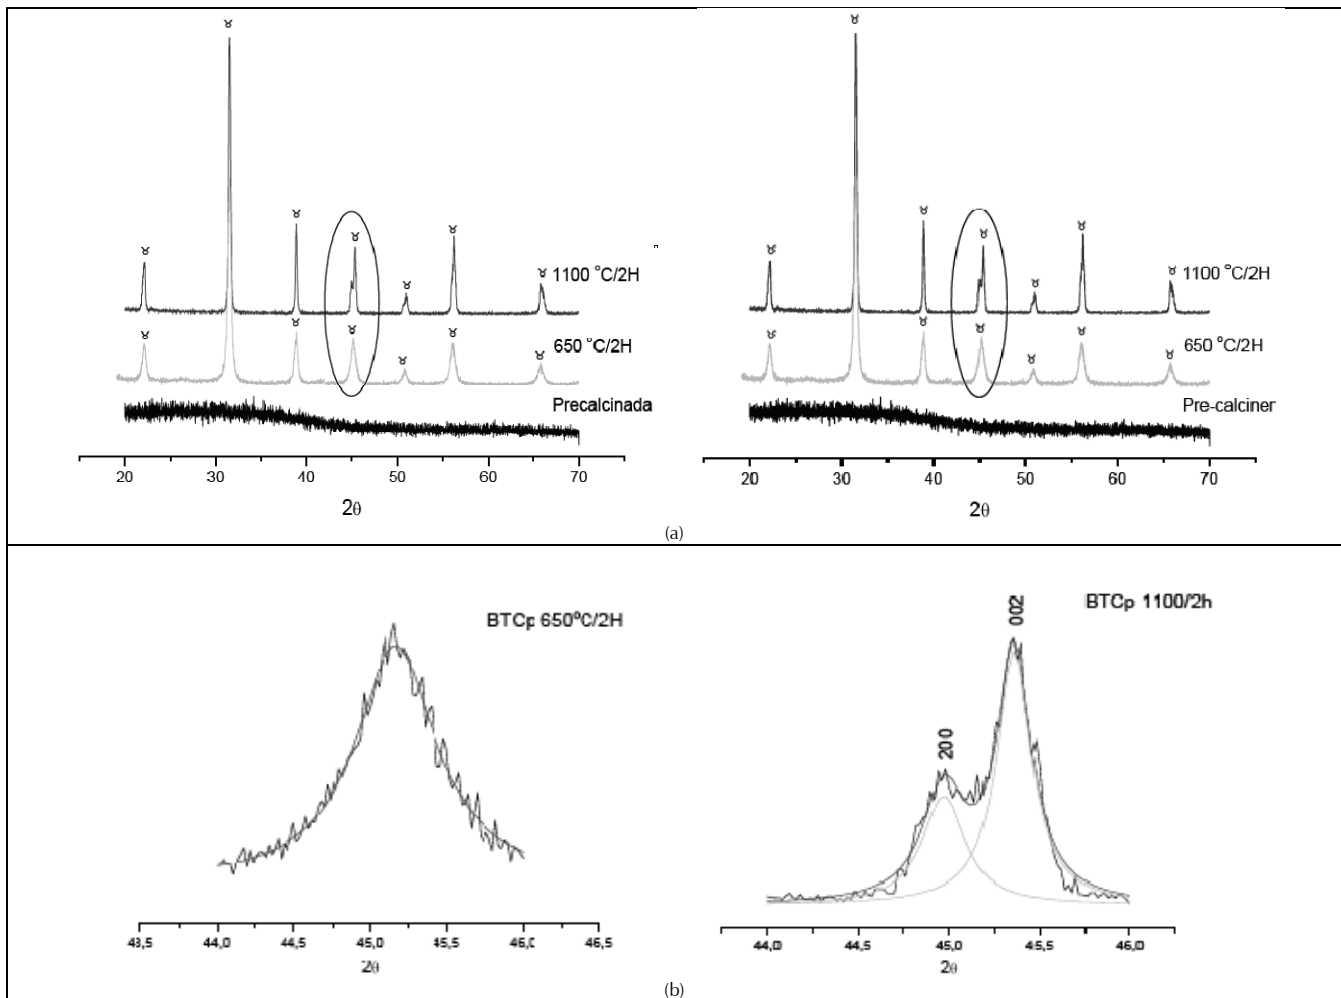 1100 °C/2H
650 °C/2H
Precalcinada
20 30 40 50 60 70
2θ
1100 °C/2H
650 °C/2H
Pre-calciner
20 30 40 50 60 70
2θ
(a)
BTCp 650°C/2H
43,5 44,0 44,5 45,0 45,5 46,0 46,5
2θ
BTCp 1100/2h
200
002
44,0 44,5 45,0 45,5 46,0
2θ
(b)